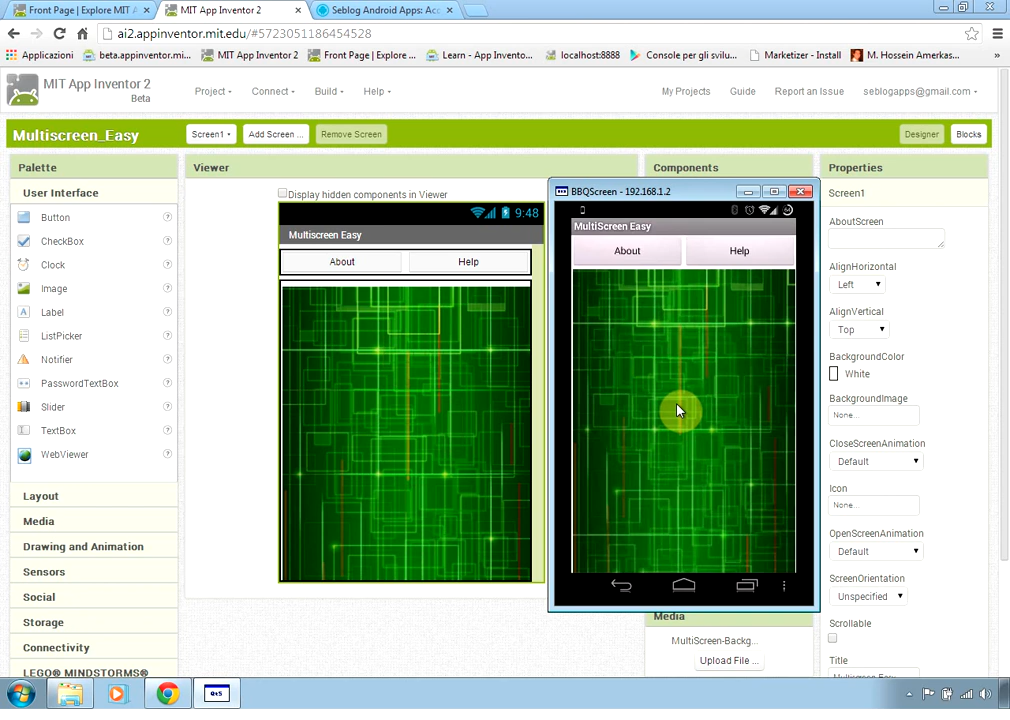 Front Page | Explore MIT A
MIT App Inventor 2
Seblog Android Apps: Acc
ai2.appinventor.mit.edu/#5723051186454528
Applicazioni
beta.appinventor.mi...
MIT App Inventor 2
Front Page | Explore ...
Learn - App Invento...
localhost:8888
Console per gli svilu...
Marketizer - Install
M. Hossein Amerkas...
»
MIT App Inventor 2
Beta
Project
Connect
Build
Help
My Projects
Guide
Report an Issue
seblogapps@gmail.com
Multiscreen_Easy
Screen1
Add Screen ...
Remove Screen
Designer
Blocks
Palette
Viewer
Components
Properties
User Interface
Button
CheckBox
Clock
Image
Label
ListPicker
Notifier
PasswordTextBox
Slider
TextBox
WebViewer
Layout
Media
Drawing and Animation
Sensors
Social
Storage
Connectivity
LEGO® MINDSTORMS®
Display hidden components in Viewer
9:48
Multiscreen Easy
About
Help
BBQScreen - 192.168.1.2
MultiScreen Easy
About
Help
Media
MultiScreen-Backg...
Upload File ...
Screen1
AboutScreen
AlignHorizontal
Left
AlignVertical
Top
BackgroundColor
White
BackgroundImage
None...
CloseScreenAnimation
Default
Icon
None...
OpenScreenAnimation
Default
ScreenOrientation
Unspecified
Scrollable
Title
Multiscreen Easy